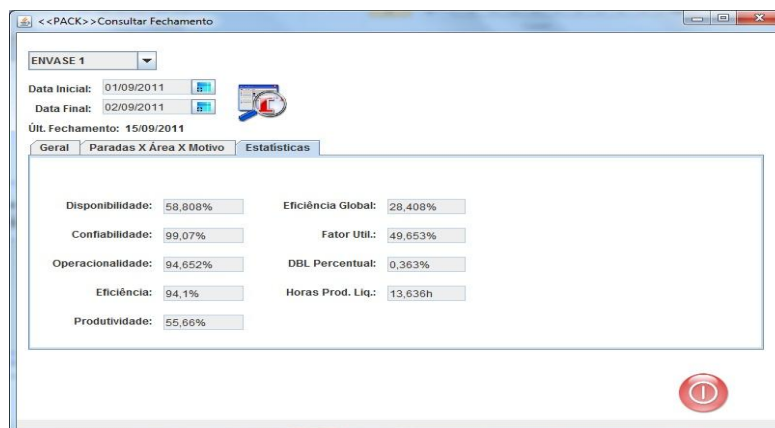 <<PACK>>Consultar Fechamento
ENVASE 1
Data Inicial: 01/09/2011
Data Final: 02/09/2011
Últ. Fechamento: 15/09/2011
Geral Paradas X Área X Motivo Estatísticas
Disponibilidade: 58,808% Eficiência Global: 28,408%
Confiabilidade: 99,07% Fator Util.: 49,653%
Operacionalidade: 94,652% DBL Percentual: 0,363%
Eficiência: 94,1% Horas Prod. Liq.: 13,636h
Produtividade: 55,66%